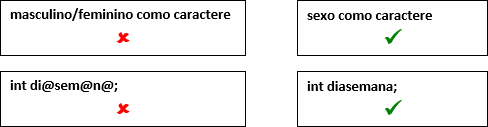 masculino/feminino como caractere
sexo como caractere
int di@sem@n@;
int diasemana;